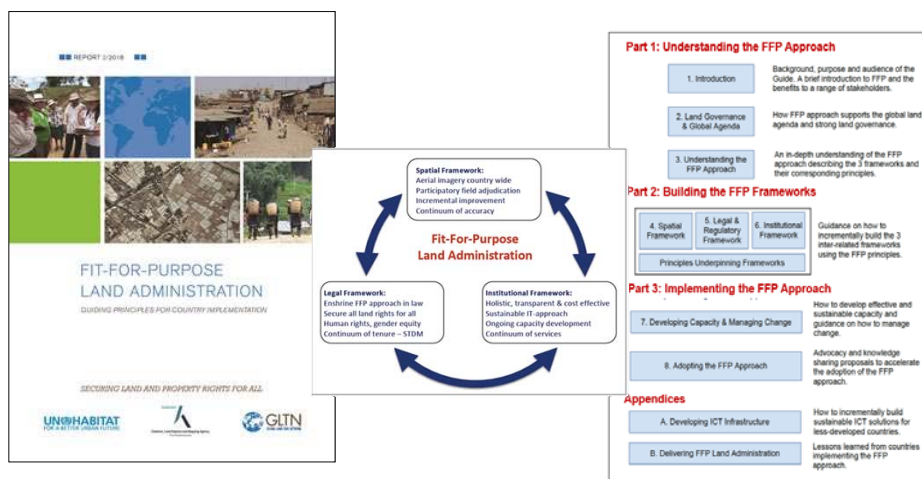 REPORT 2/2016
FIT-FOR-PURPOSE
LAND ADMINISTRATION
GUIDING PRINCIPLES FOR COUNTRY IMPLEMENTATION
SECURING LAND AND PROPERTY RIGHTS FOR ALL
UN HABITAT
FOR A BETTER URBAN FUTURE
GLTN
Spatial Framework:
Aerial imagery country wide
Participatory field adjudication
Incremental improvement
Continuum of accuracy
Fit-For-Purpose
Land Administration
Legal Framework:
Enshrine FFP approach in law
Secure all land rights for all
Human rights, gender equity
Continuum of tenure – STDM
Institutional Framework:
Holistic, transparent & cost effective
Sustainable IT-approach
Ongoing capacity development
Continuum of services
Part 1: Understanding the FFP Approach
1. Introduction
Background, purpose and audience of the
Guide. A brief introduction to FFP and the
benefits to a range of stakeholders.
2. Land Governance
& Global Agenda
How FFP approach supports the global land
agenda and strong land governance.
3. Understanding the
FFP Approach
An in-depth understanding of the FFP
approach describing the 3 frameworks and
their corresponding principles.
Part 2: Building the FFP Frameworks
4. Spatial
Framework
5. Legal &
Regulatory
Framework
6. Institutional
Framework
Principles Underpinning Frameworks
Guidance on how to
incrementally build the 3
inter-related frameworks
using the FFP principles.
Part 3: Implementing the FFP Approach
7. Developing Capacity & Managing Change
How to develop effective and
sustainable capacity and
guidance on how to manage
change.
8. Adopting the FFP Approach
Advocacy and knowledge
sharing proposals to accelerate
the adoption of the FFP
approach.
Appendices
A. Developing ICT Infrastructure
How to incrementally build
sustainable ICT solutions for
less-developed countries.
B. Delivering FFP Land Administration
Lessons learned from countries
implementing the FFP
approach.